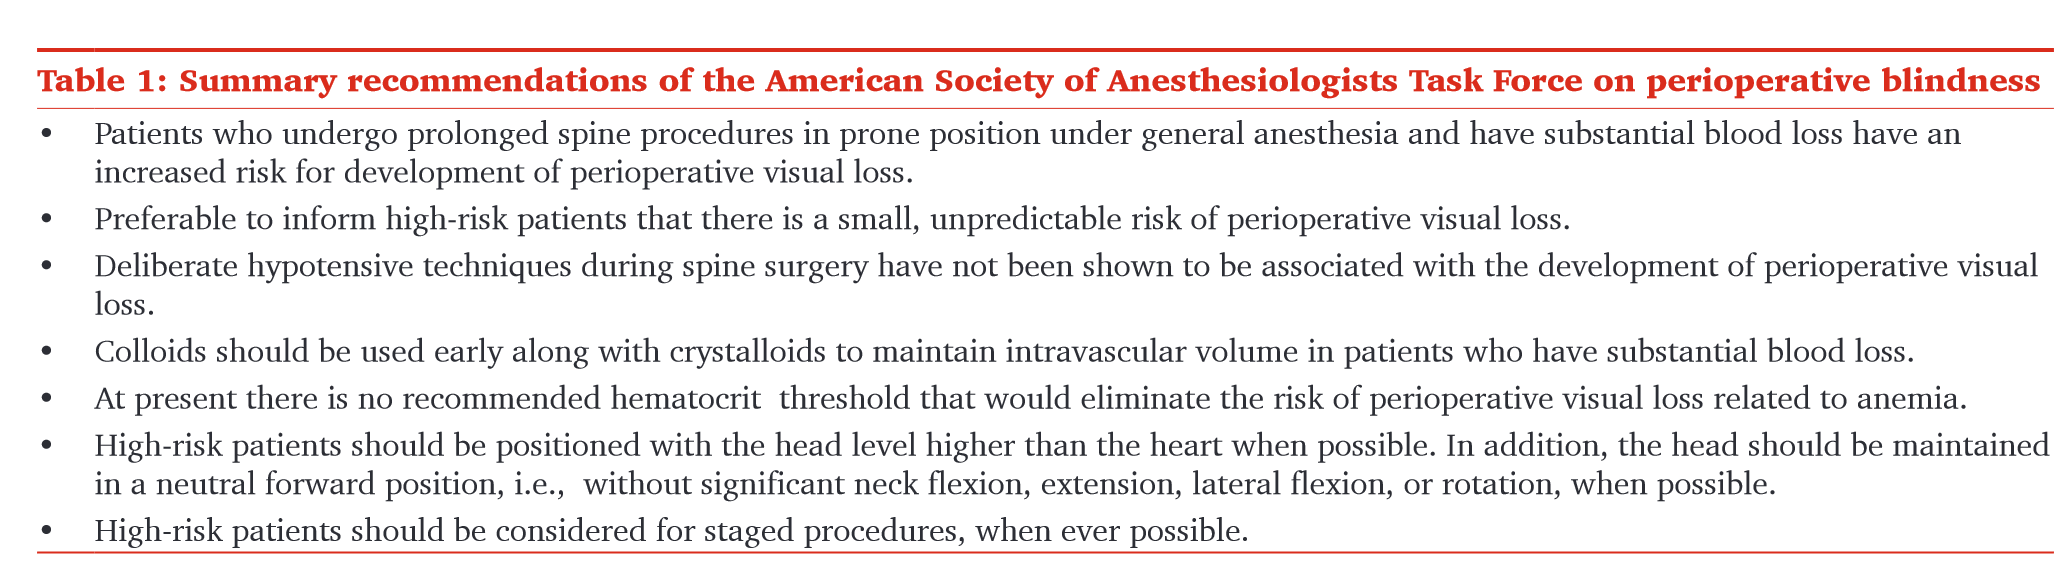 Table 1: Summary recommendations of the American Society of Anesthesiologists Task Force on perioperative blindness
• Patients who undergo prolonged spine procedures in prone position under general anesthesia and have substantial blood loss have an
increased risk for development of perioperative visual loss.
• Preferable to inform high-risk patients that there is a small, unpredictable risk of perioperative visual loss.
• Deliberate hypotensive techniques during spine surgery have not been shown to be associated with the development of perioperative visual
loss.
• Colloids should be used early along with crystalloids to maintain intravascular volume in patients who have substantial blood loss.
• At present there is no recommended hematocrit  threshold that would eliminate the risk of perioperative visual loss related to anemia.
• High-risk patients should be positioned with the head level higher than the heart when possible. In addition, the head should be maintained
in a neutral forward position, i.e.,  without significant neck flexion, extension, lateral flexion, or rotation, when possible.
• High-risk patients should be considered for staged procedures, when ever possible.